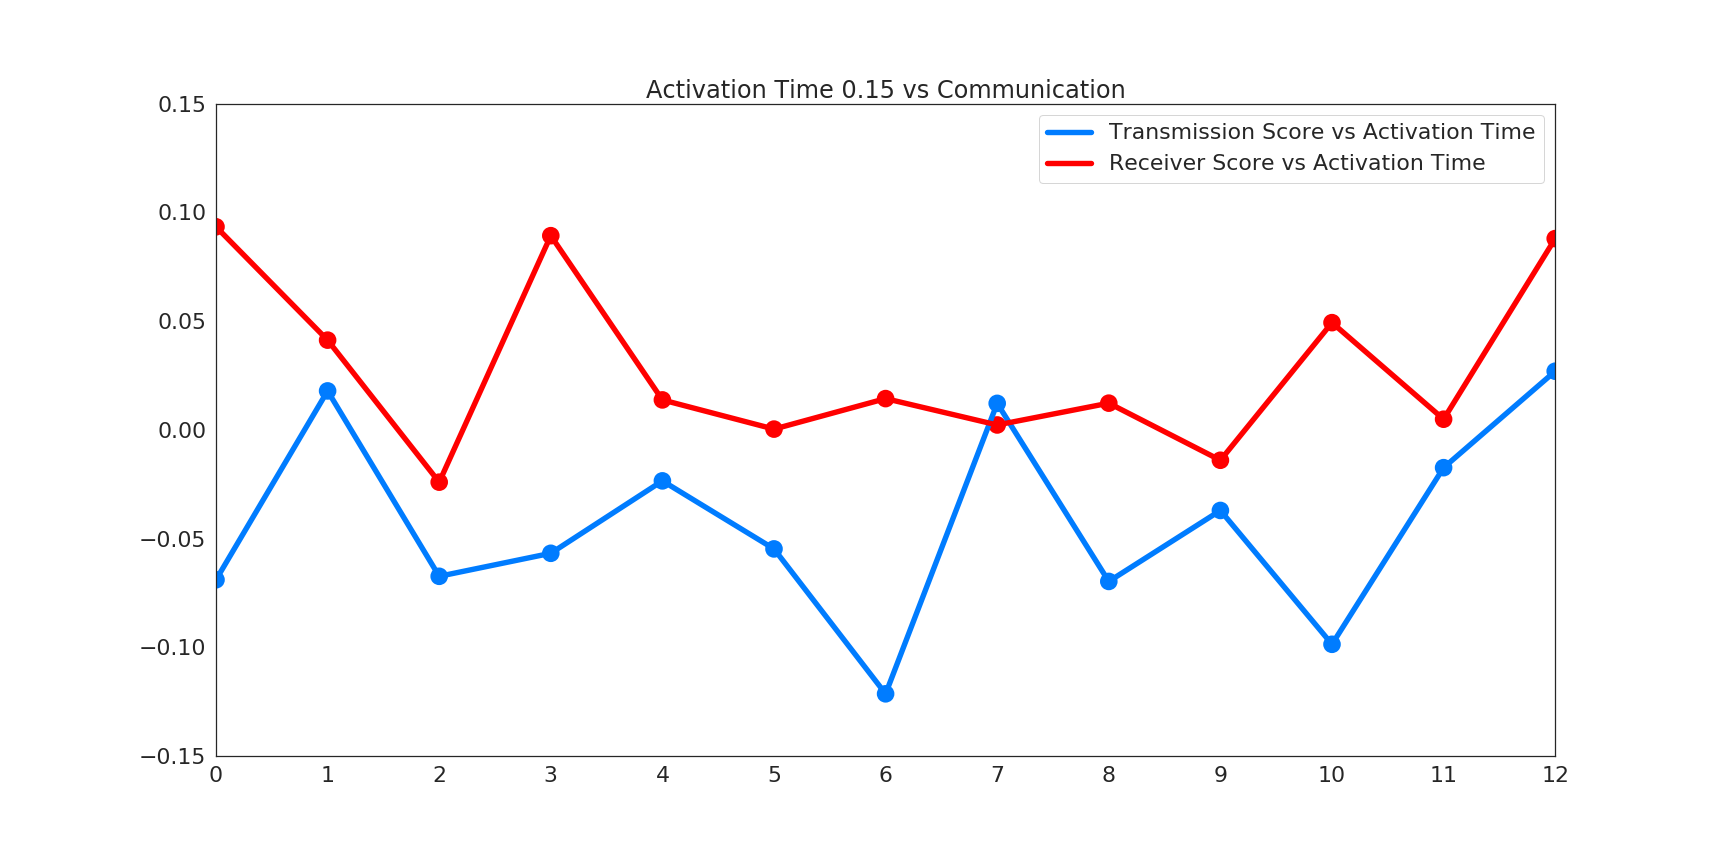 Activation Time 0.15 vs Communication
0.15
Transmission Score vs Activation Time
Receiver Score vs Activation Time
0.10
0.05
0.00
−0.05
−0.10
−0.15
0 1 2 3 4 5 6 7 8 9 10 11 12